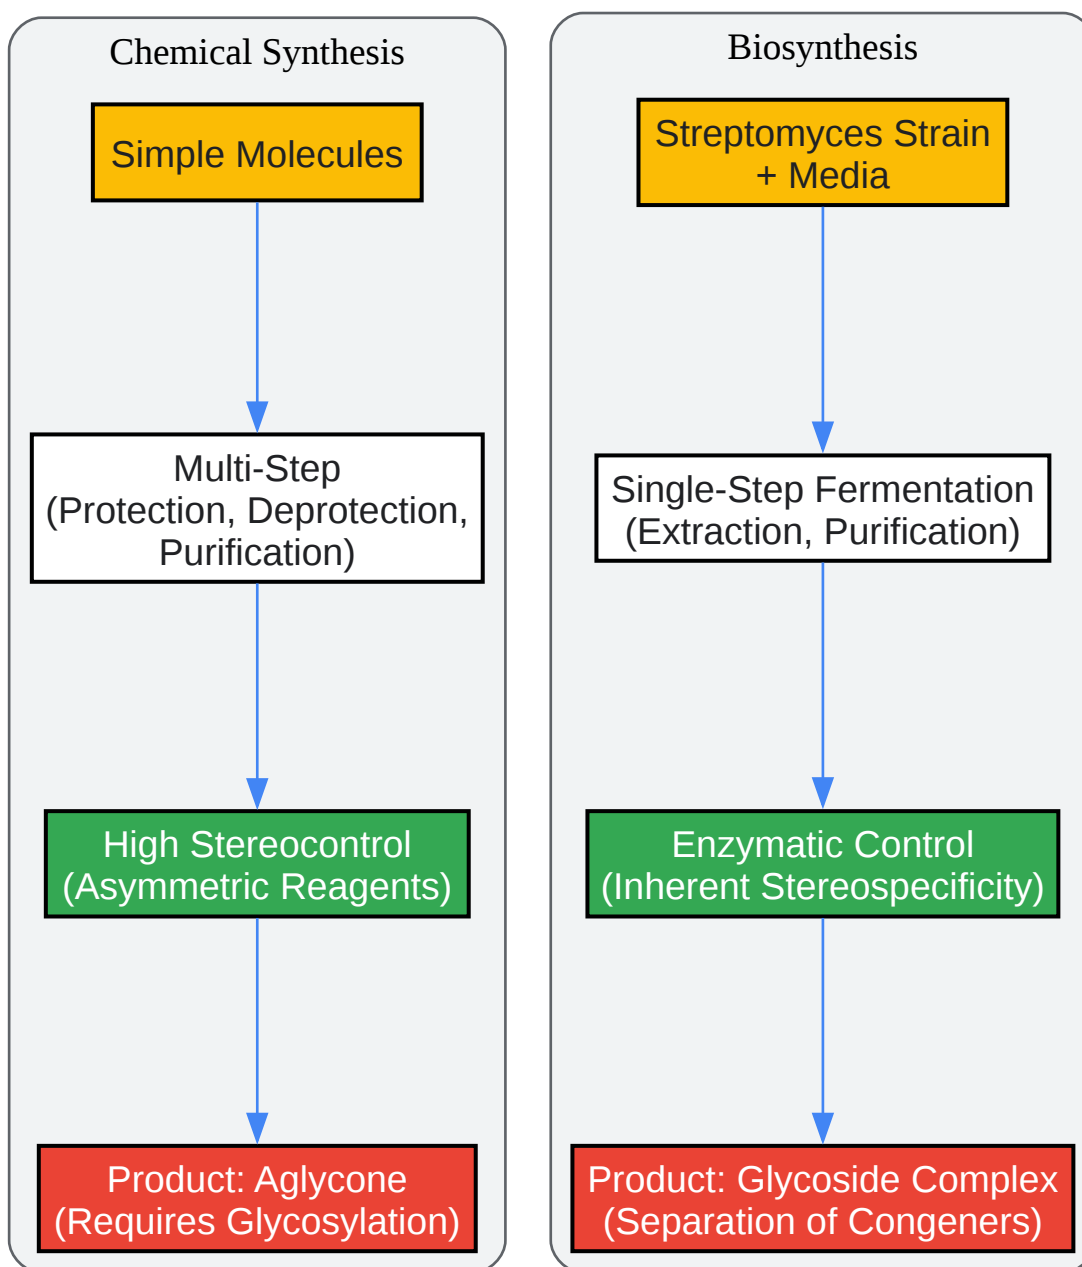 Chemical Synthesis
Simple Molecules
Multi-Step
(Protection, Deprotection,
Purification)
High Stereocontrol
(Asymmetric Reagents)
Product: Aglycone
(Requires Glycosylation)
Biosynthesis
Streptomyces Strain
+ Media
Single-Step Fermentation
(Extraction, Purification)
Enzymatic Control
(Inherent Stereospecificity)
Product: Glycoside Complex
(Separation of Congeners)